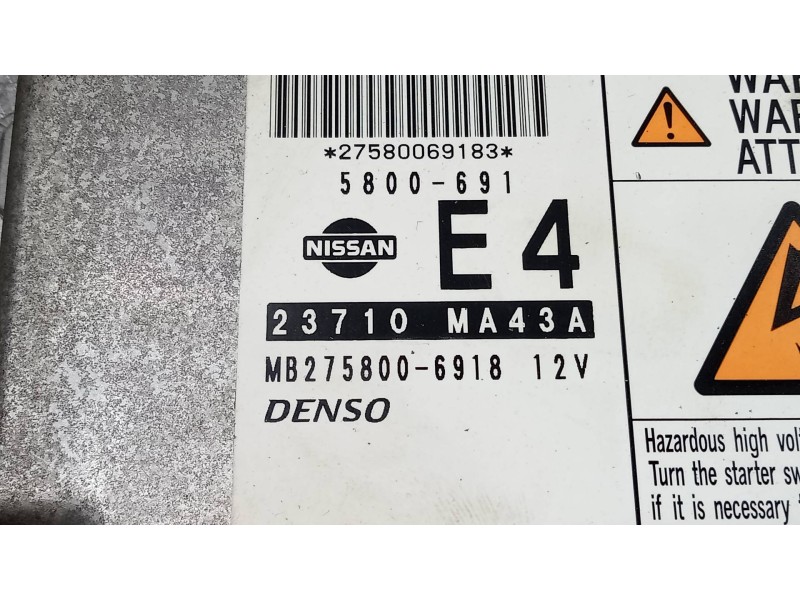 *27580069183*
5800-691
NISSAN
E4
23710 MA43A
MB275800-6918 12V
DENSO
ATT
Hazardous high vol
Turn the starter sw
if it is necessary